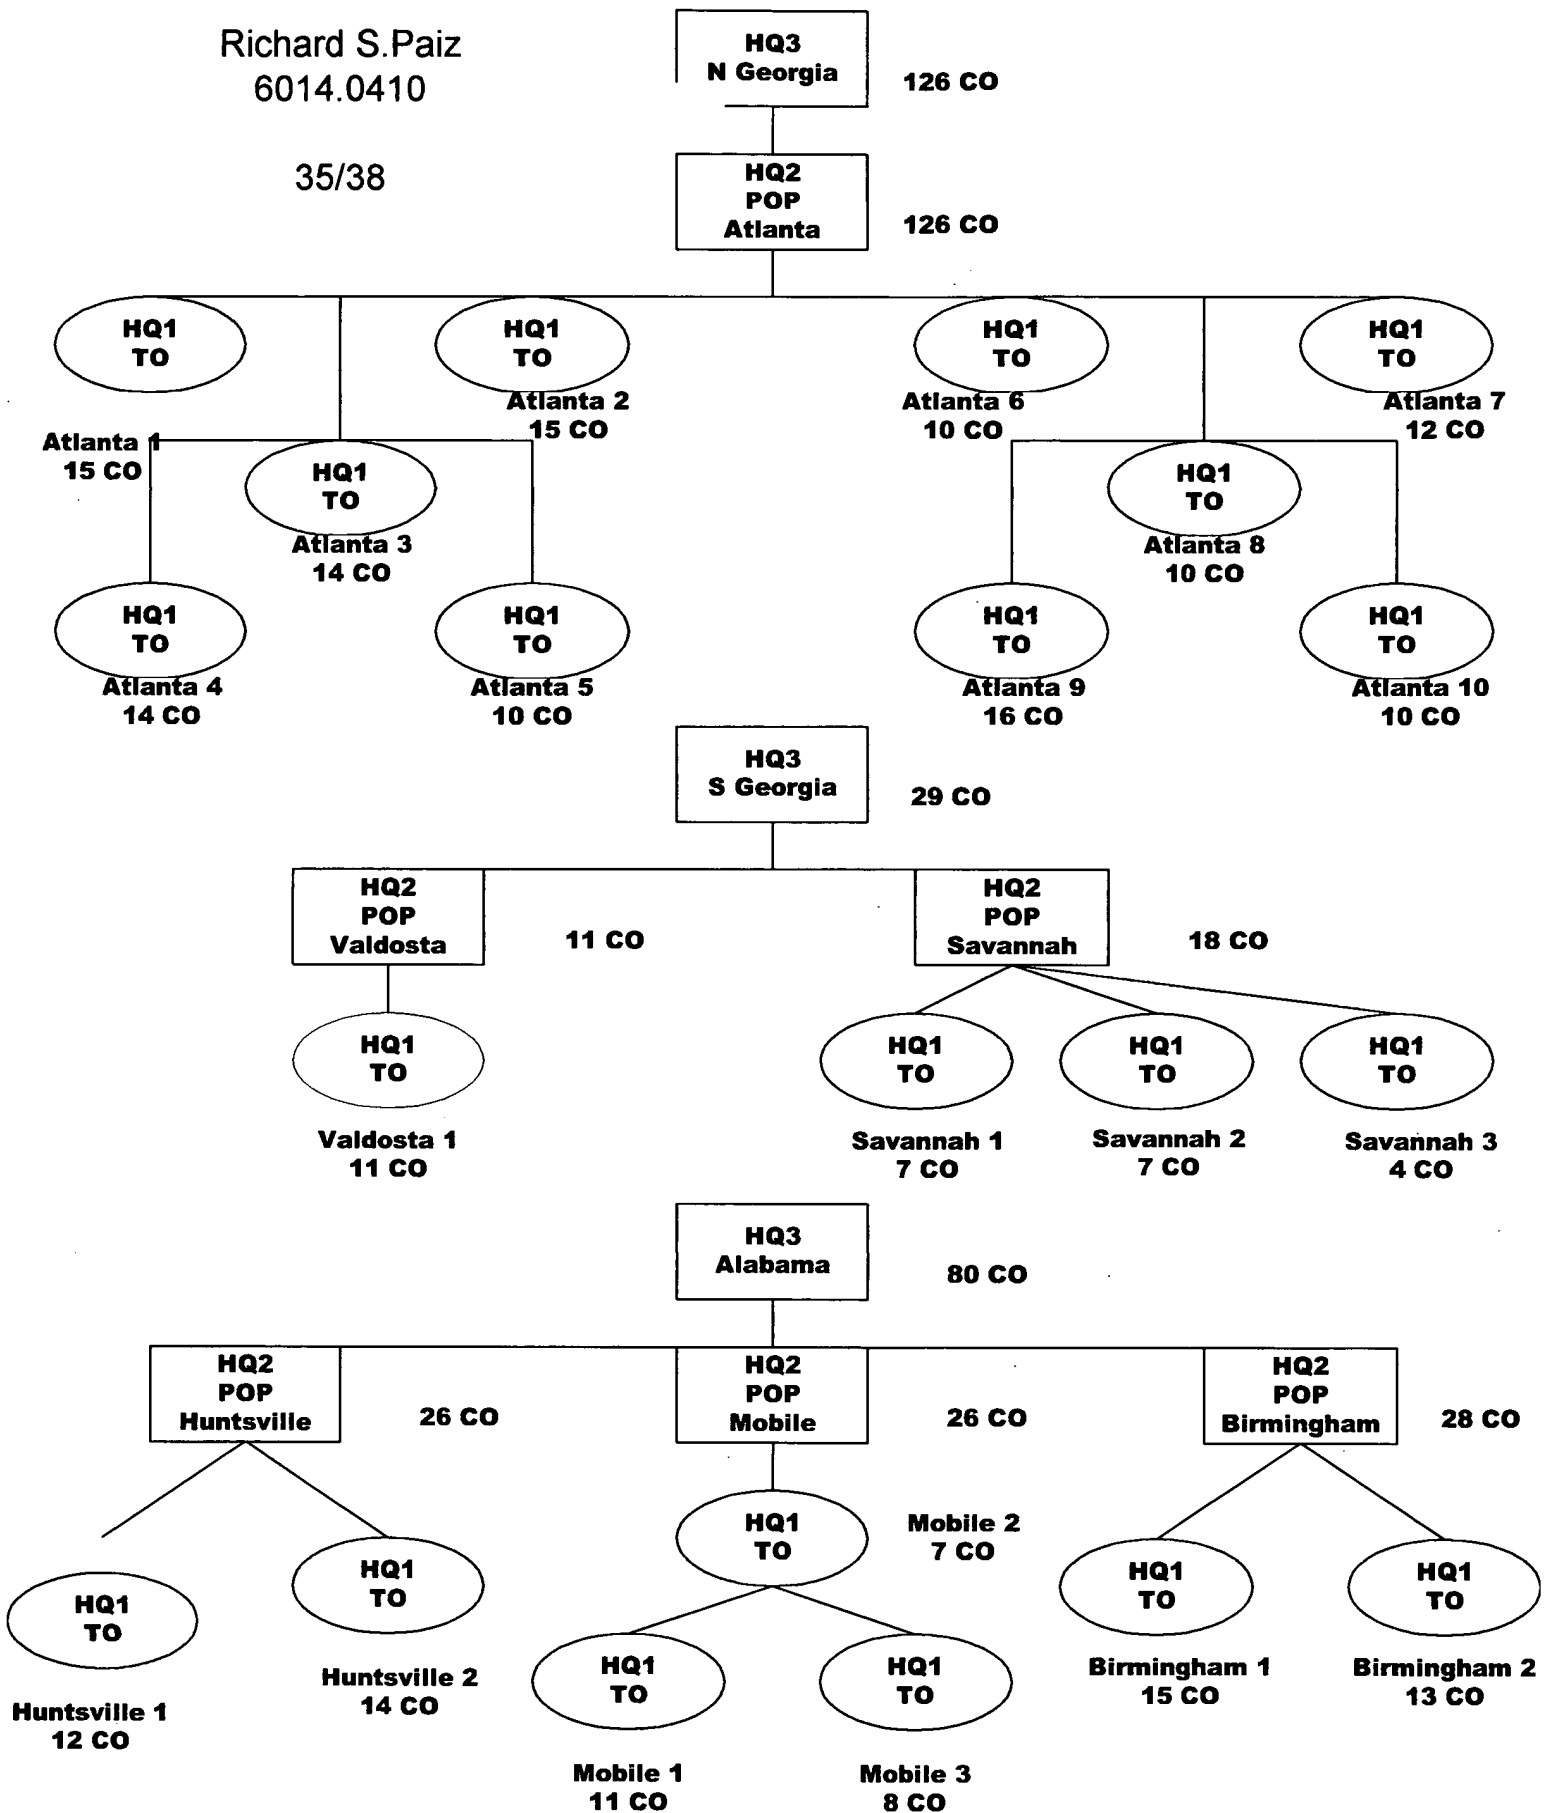 Richard S.Paiz
6014.0410
35/38
HQ3
N Georgia
126 CO
HQ2
POP
Atlanta
126 CO
HQ1
TO
Atlanta 1
15 CO
HQ1
TO
Atlanta 2
15 CO
HQ1
TO
Atlanta 6
10 CO
HQ1
TO
Atlanta 7
12 CO
HQ1
TO
Atlanta 3
14 CO
HQ1
TO
Atlanta 8
10 CO
HQ1
TO
Atlanta 4
14 CO
HQ1
TO
Atlanta 5
10 CO
HQ1
TO
Atlanta 9
16 CO
HQ1
TO
Atlanta 10
10 CO
HQ3
S Georgia
29 CO
HQ2
POP
Valdosta
11 CO
HQ2
POP
Savannah
18 CO
HQ1
TO
Valdosta 1
11 CO
HQ1
TO
Savannah 1
7 CO
HQ1
TO
Savannah 2
7 CO
HQ1
TO
Savannah 3
4 CO
HQ3
Alabama
80 CO
HQ2
POP
Huntsville
26 CO
HQ2
POP
Mobile
26 CO
HQ2
POP
Birmingham
28 CO
HQ1
TO
Huntsville 1
12 CO
HQ1
TO
Huntsville 2
14 CO
HQ1
TO
Mobile 2
7 CO
HQ1
TO
Mobile 1
11 CO
HQ1
TO
Mobile 3
8 CO
HQ1
TO
Birmingham 1
15 CO
HQ1
TO
Birmingham 2
13 CO